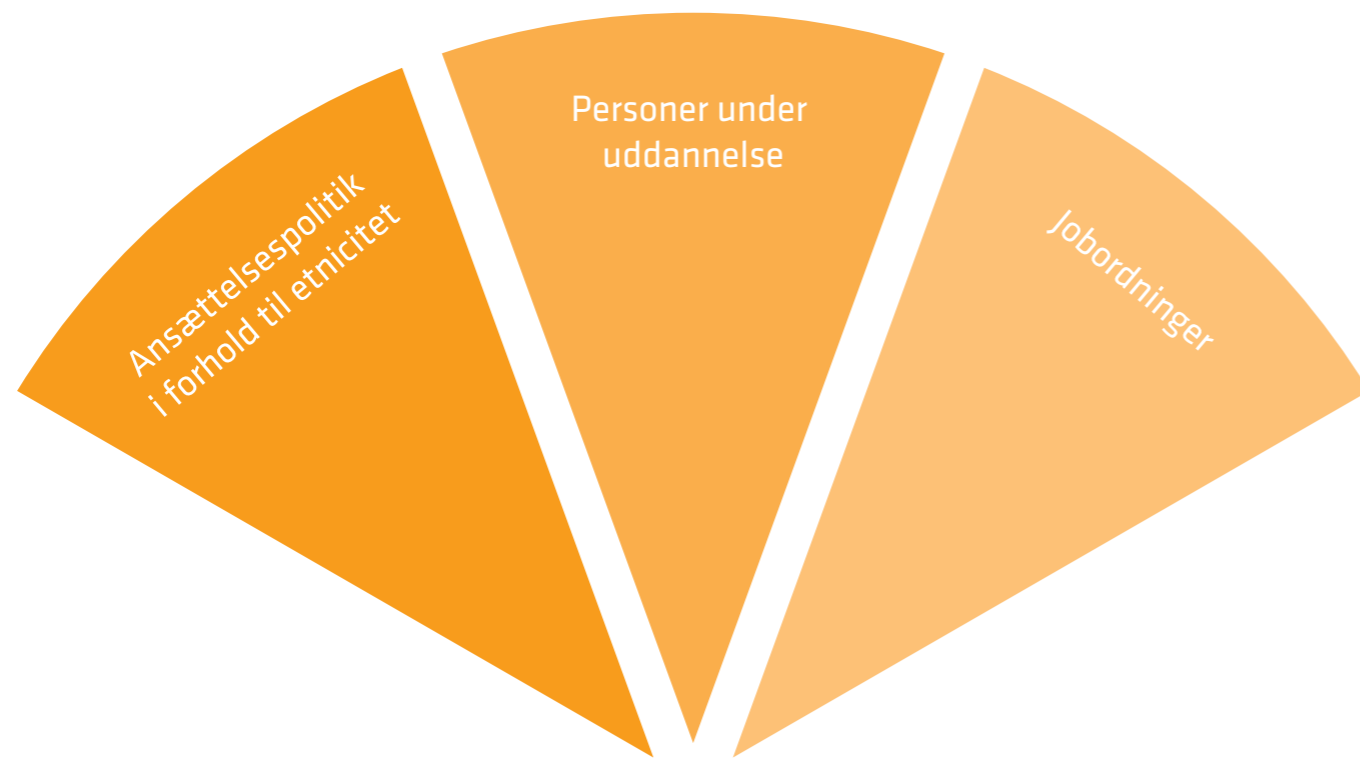 Ansættelsespolitik
i forhold til etnicitet
Personer under
uddannelse
Jobordninger